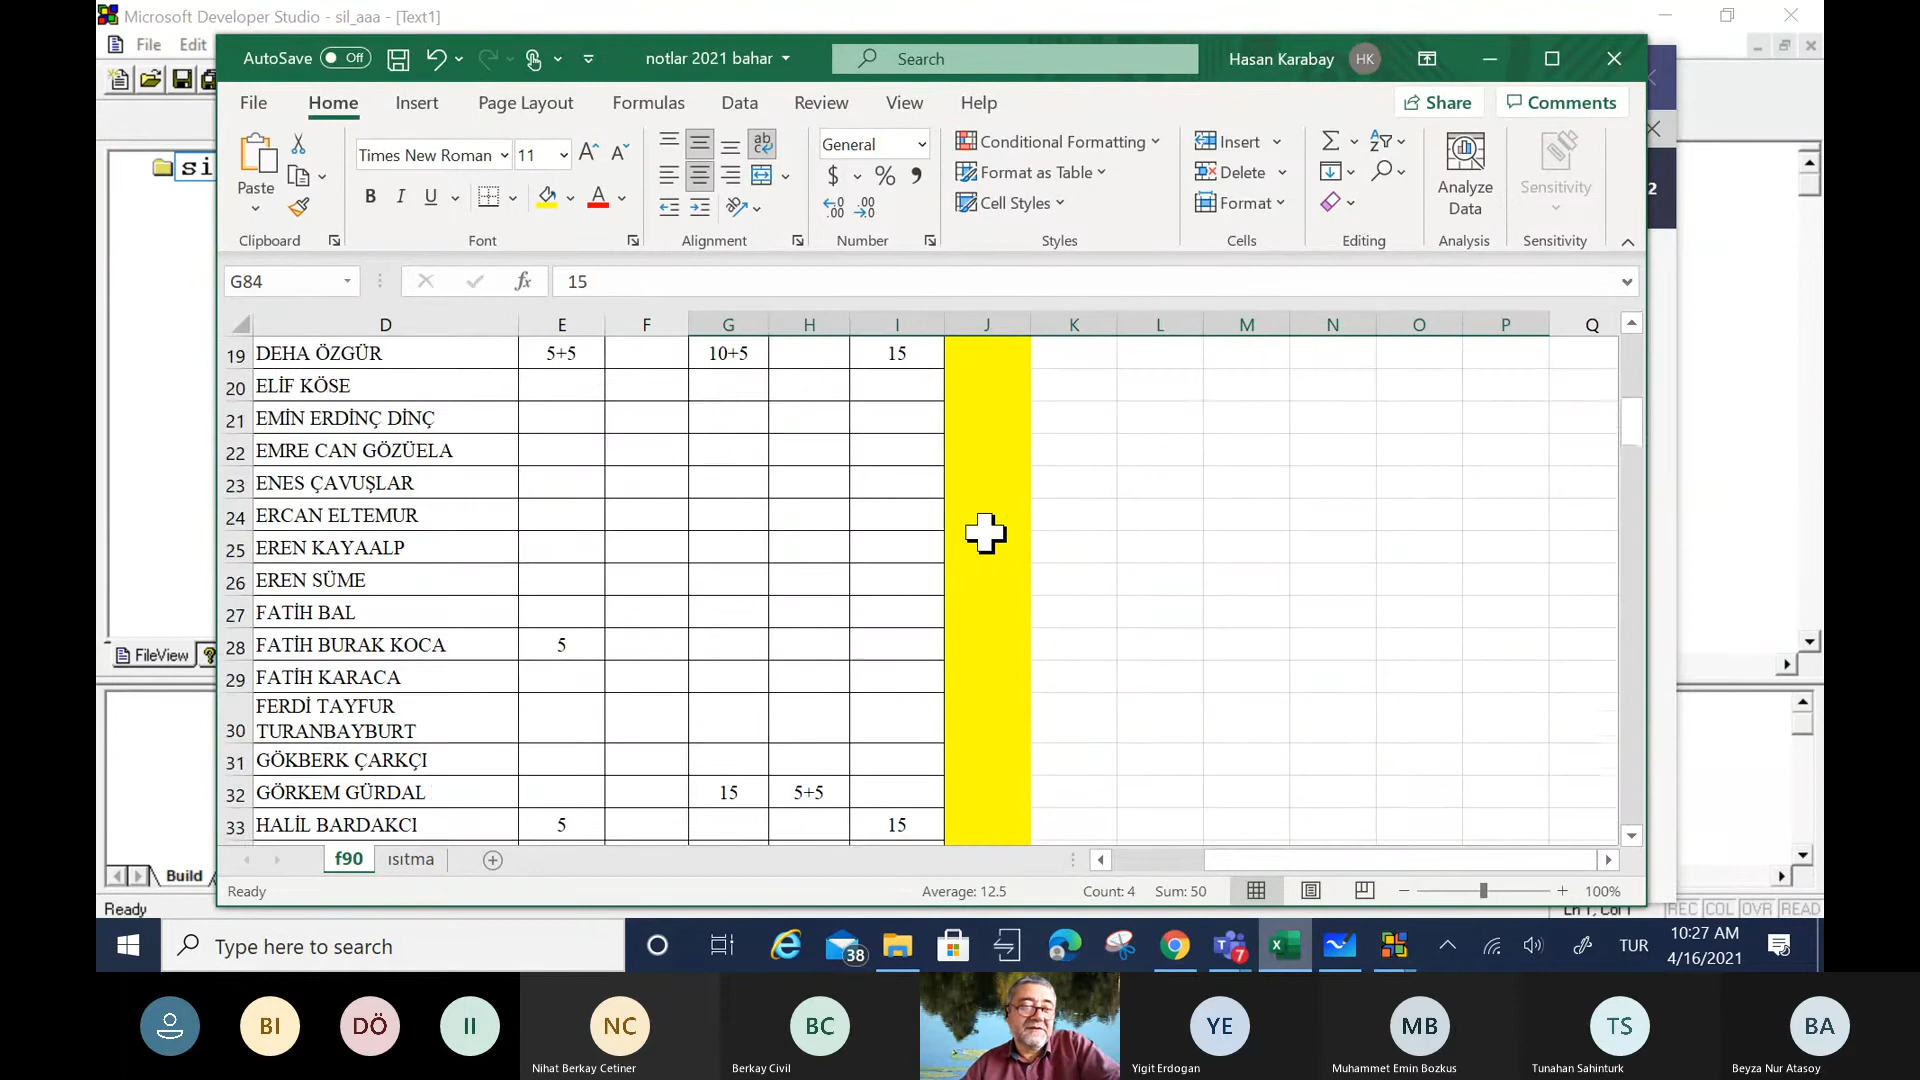 Microsoft Developer Studio - sil_aaa - [Text1]
File Edit
AutoSave Off notlar 2021 bahar Search Hasan Karabay HK
File Home Insert Page Layout Formulas Data Review View Help Share Comments
Paste
Times New Roman 11
General
Conditional Formatting
Format as Table
Cell Styles
Insert
Delete
Format
Analyze
Data
Sensitivity
Clipboard Font Alignment Number Styles Cells Editing Analysis Sensitivity
G84 fx 15
D E F G H I J K L M N O P Q
19 DEHA ÖZGÜR 5+5 10+5 15
20 ELİF KÖSE
21 EMİN ERDİNÇ DİNÇ
22 EMRE CAN GÖZÜELA
23 ENES ÇAVUŞLAR
24 ERCAN ELTEMUR
25 EREN KAYAALP
26 EREN SÜME
27 FATİH BAL
28 FATİH BURAK KOCA 5
29 FATİH KARACA
30 FERDİ TAYFUR
TURANBAYBURT
31 GÖKBERK ÇARKÇI
32 GÖRKEM GÜRDAL 15 5+5
33 HALİL BARDAKCI 5 15
f90 ısıtma
Ready Average: 12.5 Count: 4 Sum: 50 100%
si
FileView
Build
Ready Ln 1, Col 1 REC COL OVR READ
2
Type here to search 38 7 TUR 10:27 AM
4/16/2021
BI DÖ II NC BC YE MB TS BA
Nihat Berkay Cetiner Berkay Civil Yigit Erdogan Muhammet Emin Bozkus Tunahan Sahinturk Beyza Nur Atasoy